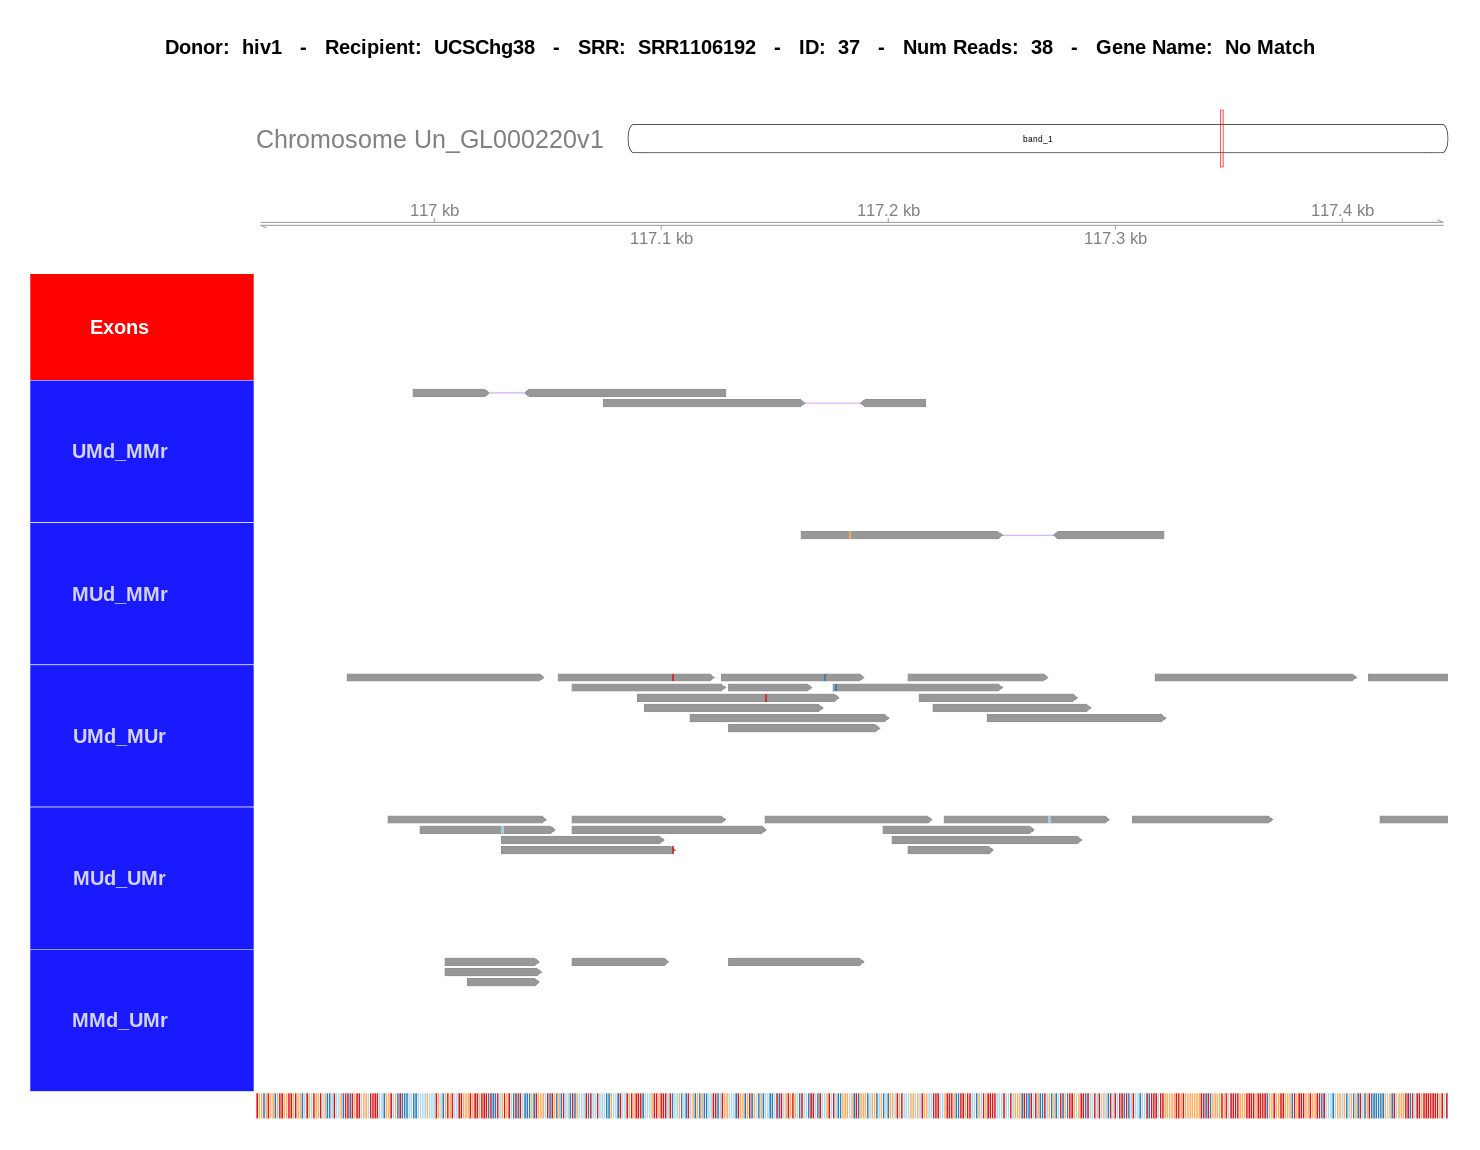 Donor: hiv1 - Recipient: UCSChg38 - SRR: SRR1106192 - ID: 37 - Num Reads: 38 - Gene Name: No Match
Chromosome Un_GL000220v1
band_1
117 kb 117.2 kb 117.4 kb
117.1 kb 117.3 kb
Exons
UMd_MMr
MUd_MMr
UMd_MUr
MUd_UMr
MMd_UMr